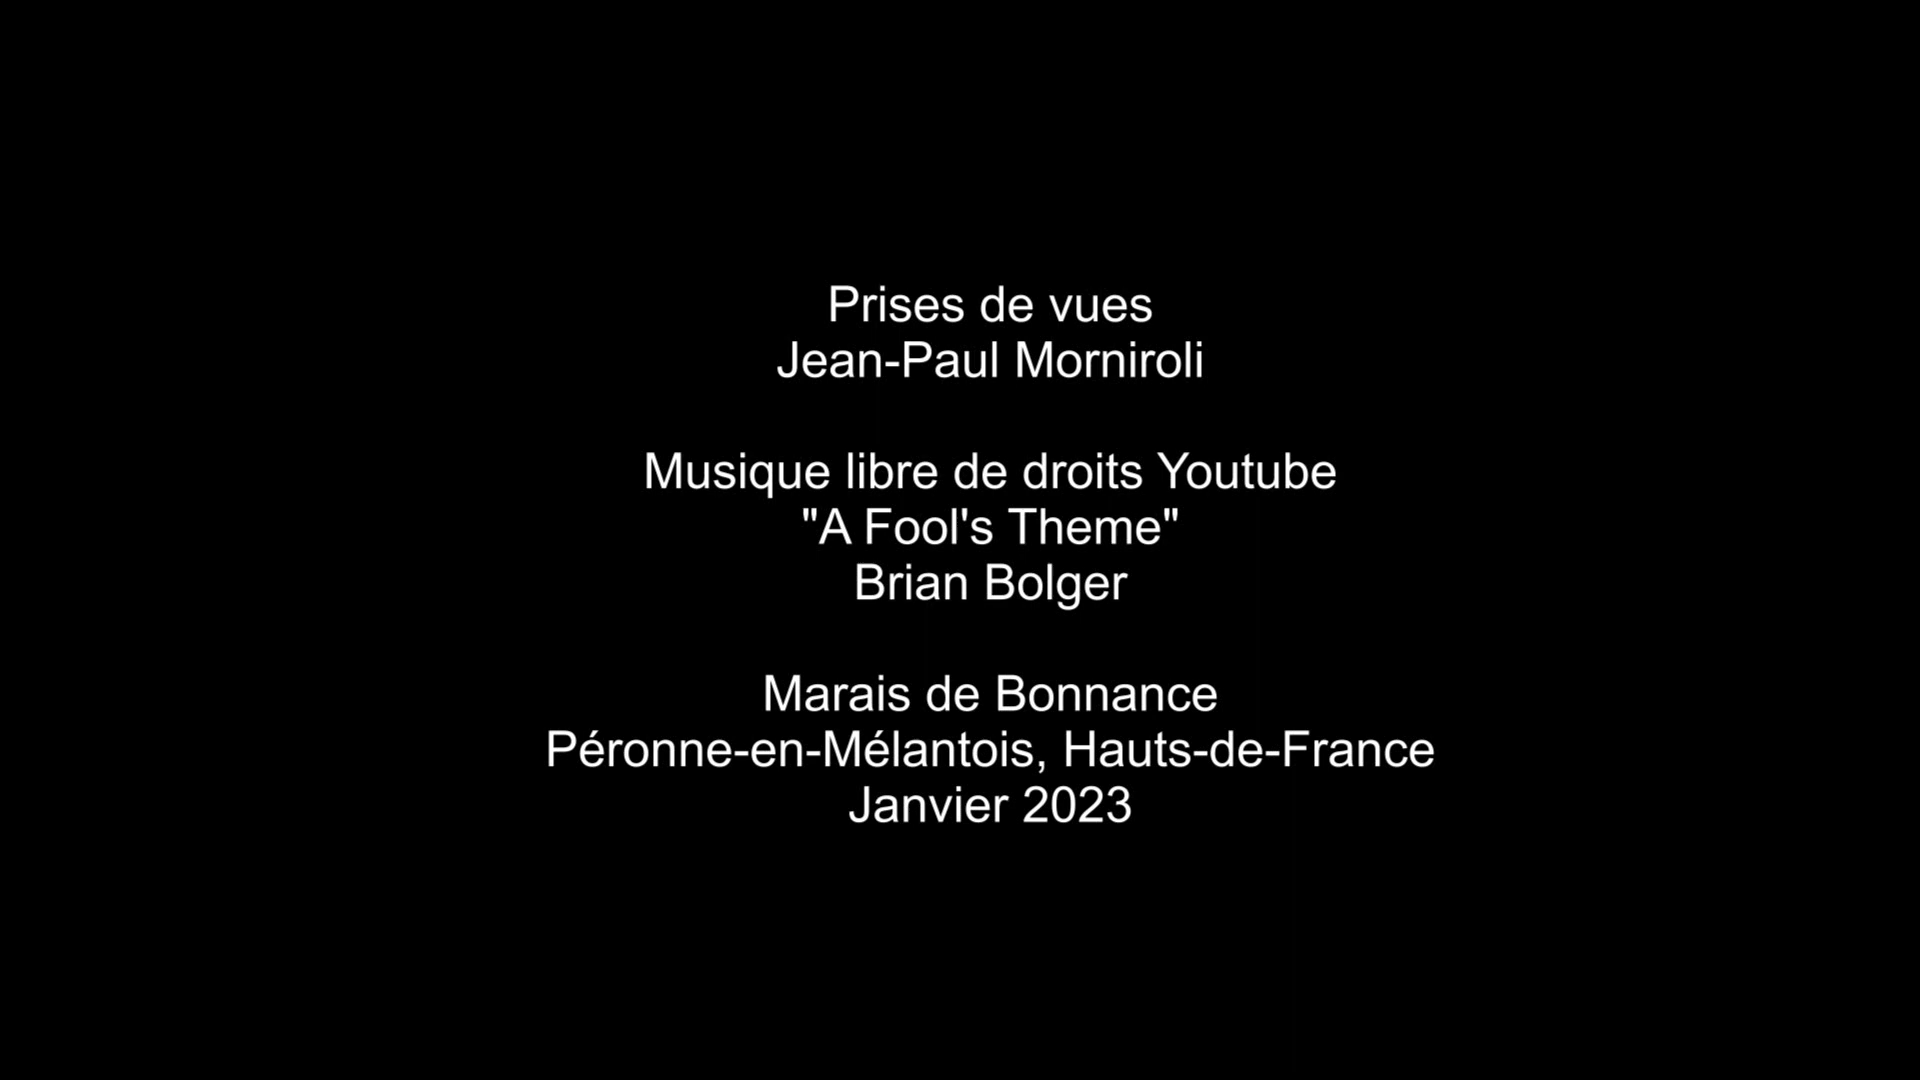 Prises de vues
Jean-Paul Morniroli
Musique libre de droits Youtube
"A Fool's Theme"
Brian Bolger
Marais de Bonnance
Péronne-en-Mélantois, Hauts-de-France
Janvier 2023